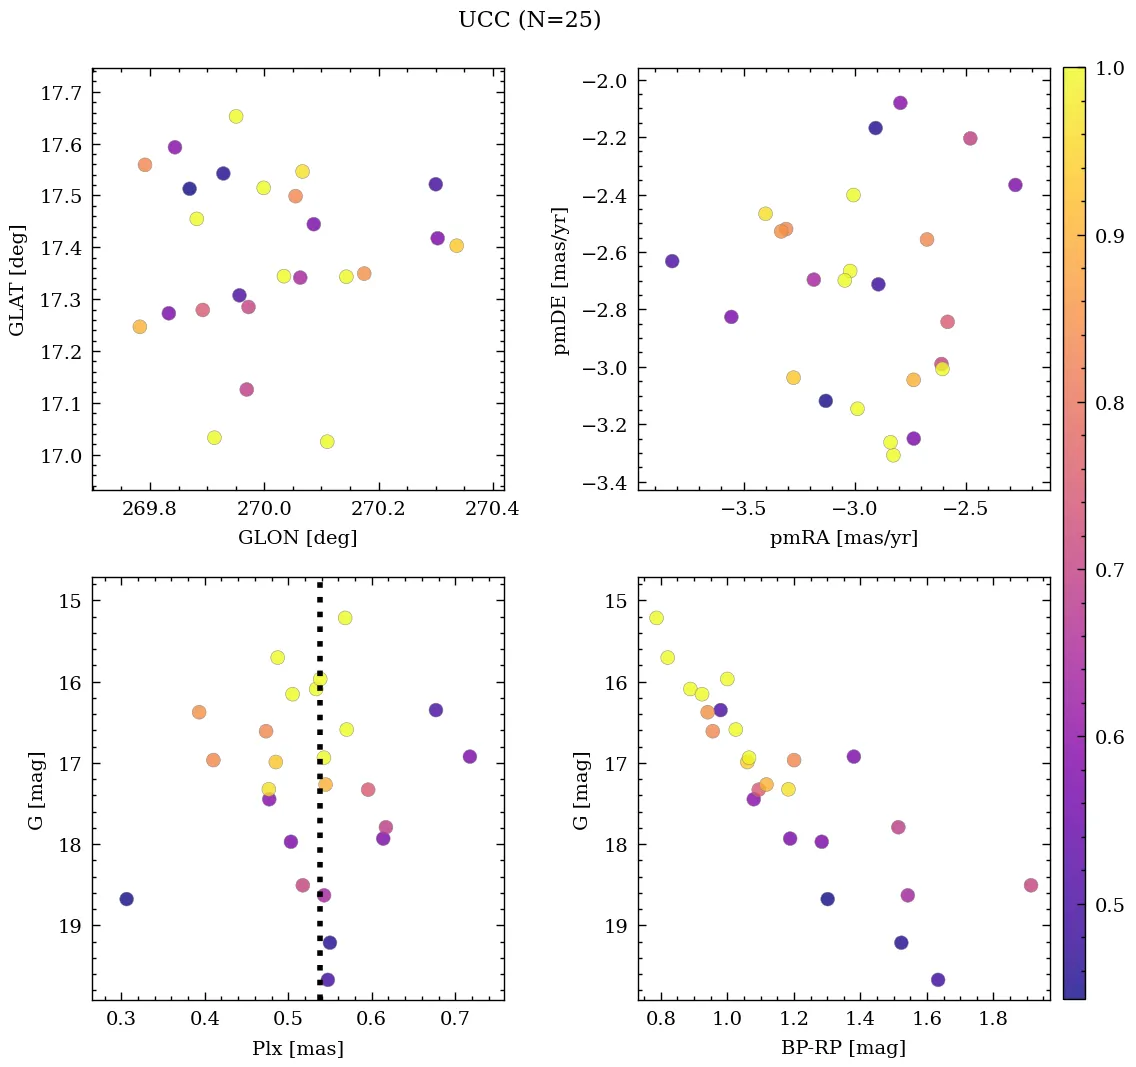 UCC (N=25)
17.7
17.6
17.5
17.4
17.3
17.2
17.1
17.0
GLAT [deg]
269.8 270.0 270.2 270.4
GLON [deg]
−2.0
−2.2
−2.4
−2.6
−2.8
−3.0
−3.2
−3.4
pmDE [mas/yr]
−3.5 −3.0 −2.5
pmRA [mas/yr]
15
16
17
18
19
G [mag]
0.3 0.4 0.5 0.6 0.7
Plx [mas]
15
16
17
18
19
G [mag]
0.8 1.0 1.2 1.4 1.6 1.8
BP-RP [mag]
1.0
0.9
0.8
0.7
0.6
0.5